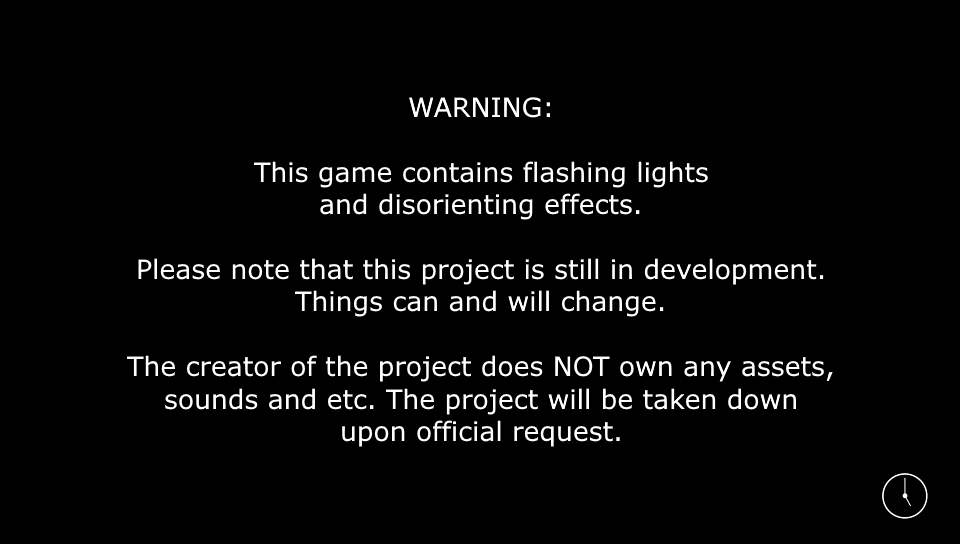 WARNING:
This game contains flashing lights
and disorienting effects.
Please note that this project is still in development.
Things can and will change.
The creator of the project does NOT own any assets,
sounds and etc. The project will be taken down
upon official request.